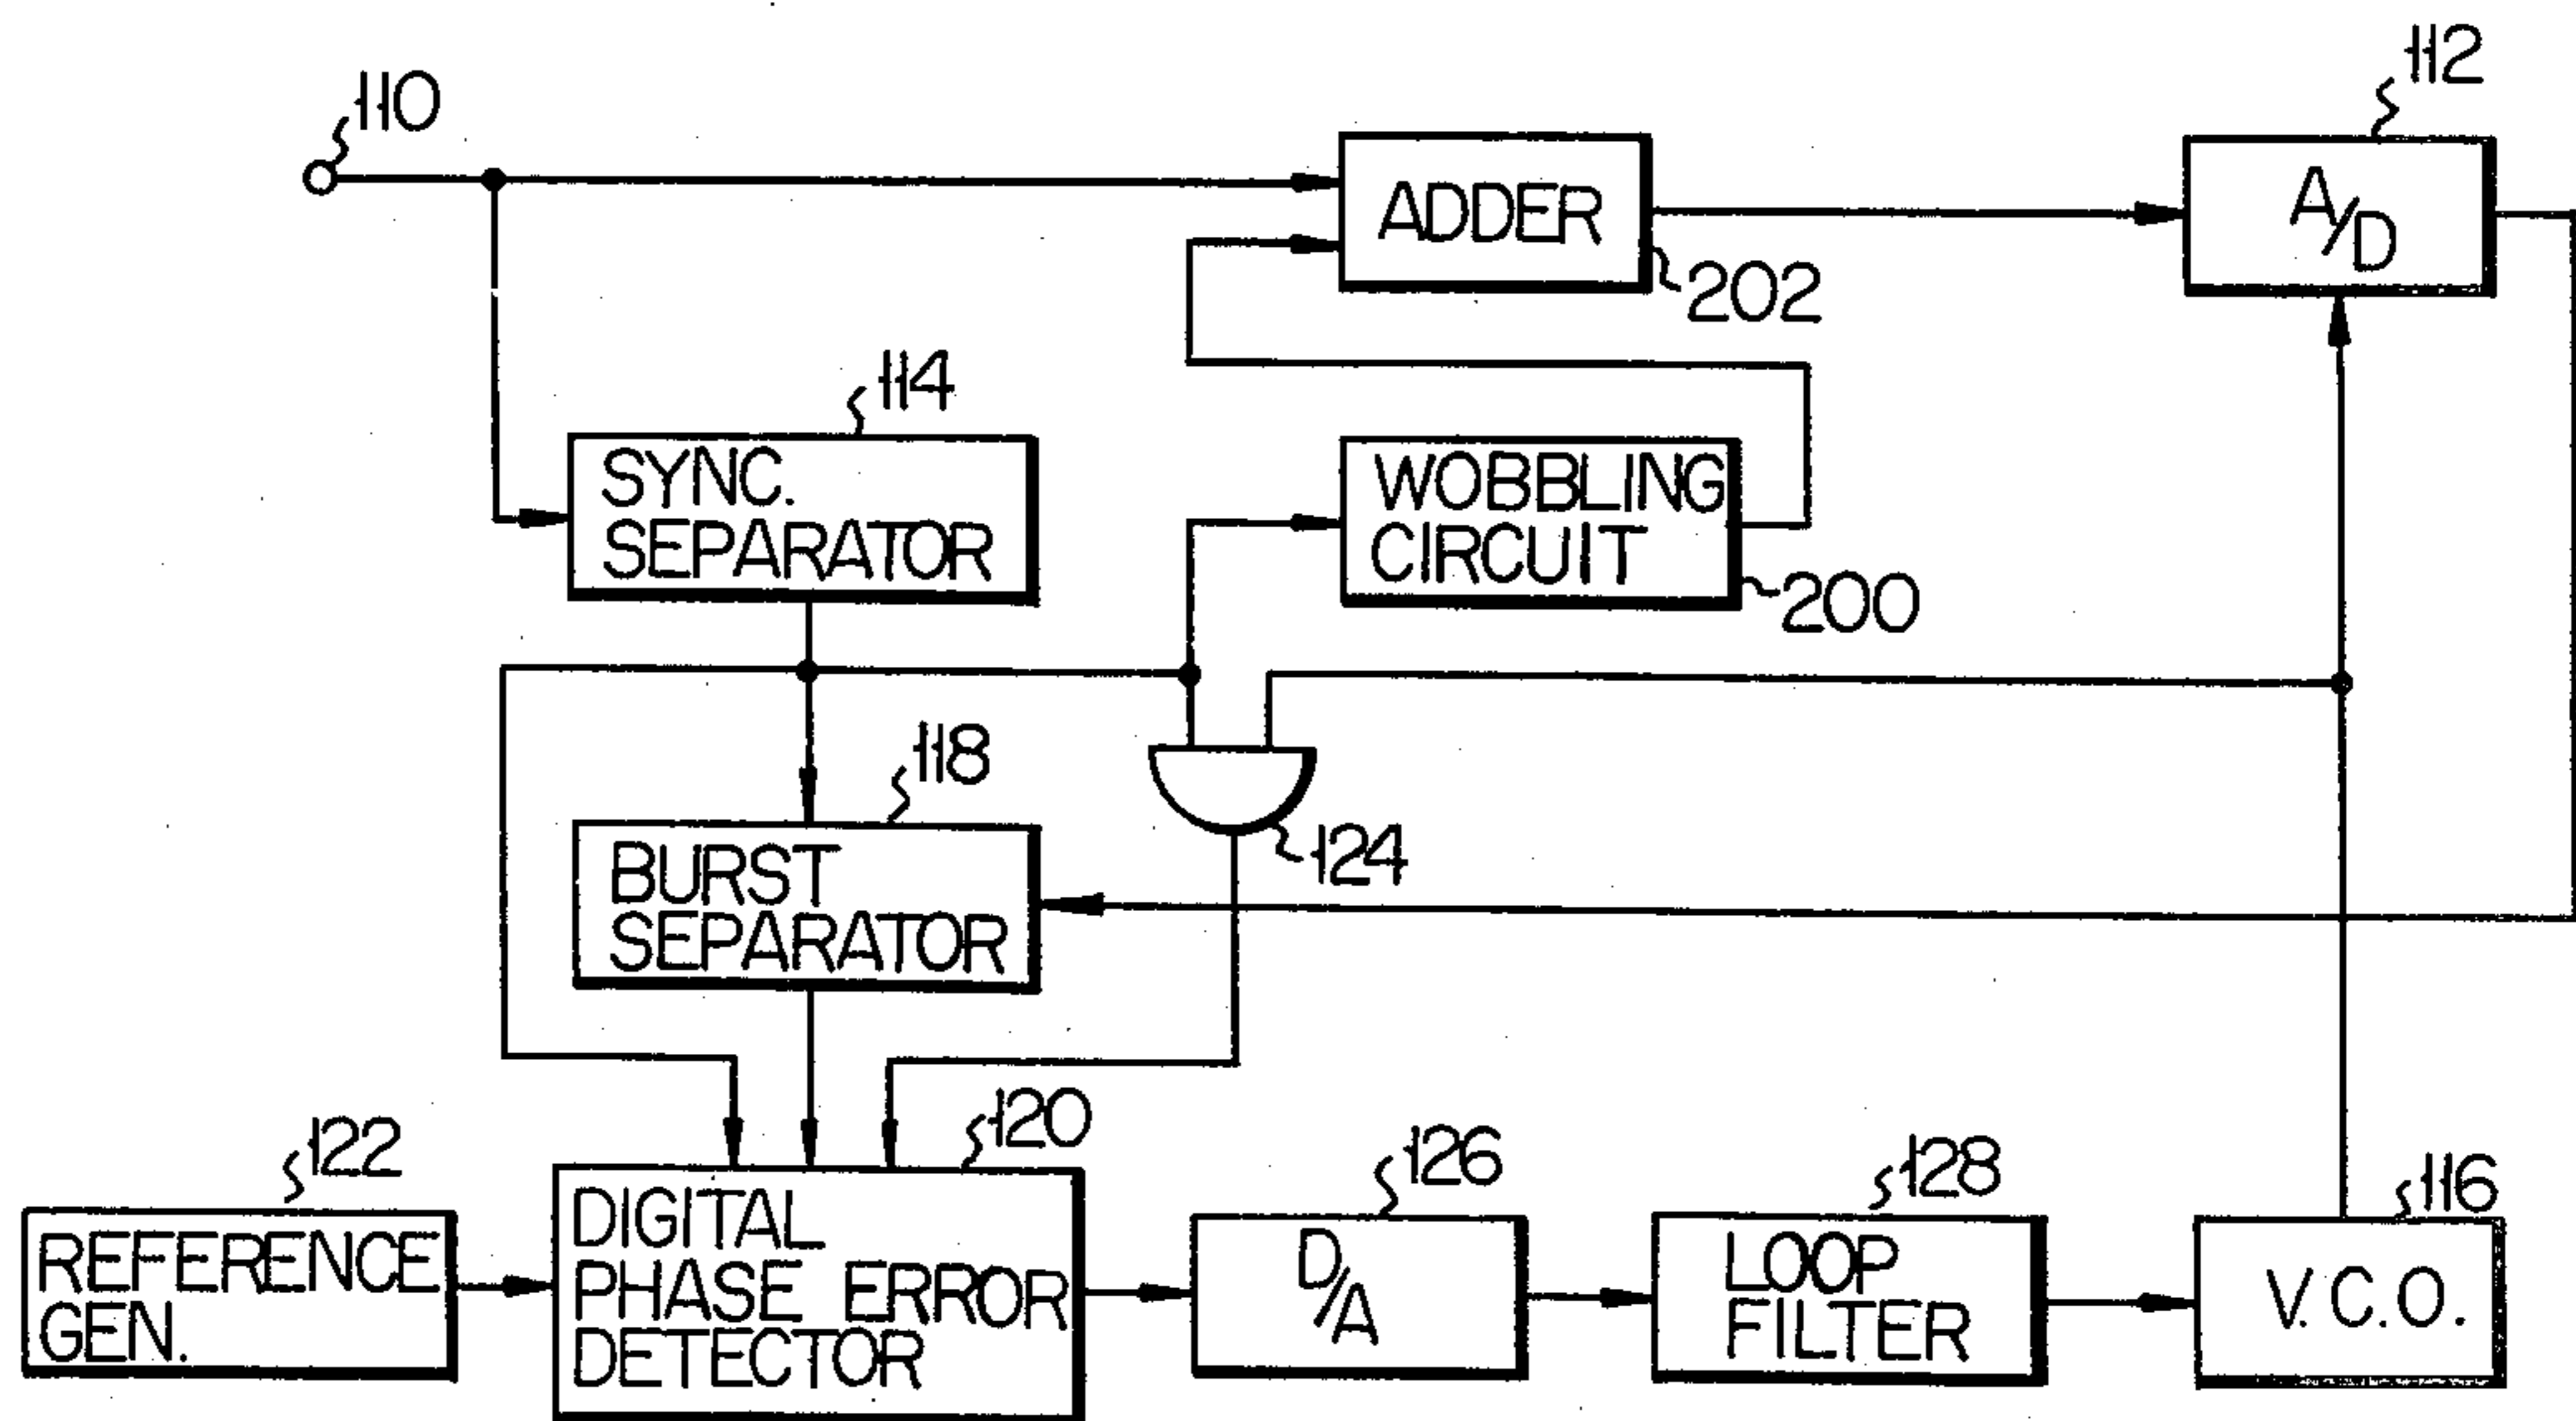 110
112
ADDER
A/D
202
114
SYNC.
SEPARATOR
WOBBLING
CIRCUIT
200
118
BURST
SEPARATOR
124
122
120
126
128
116
REFERENCE
GEN.
DIGITAL
PHASE ERROR
DETECTOR
D/A
LOOP
FILTER
V.C.O.